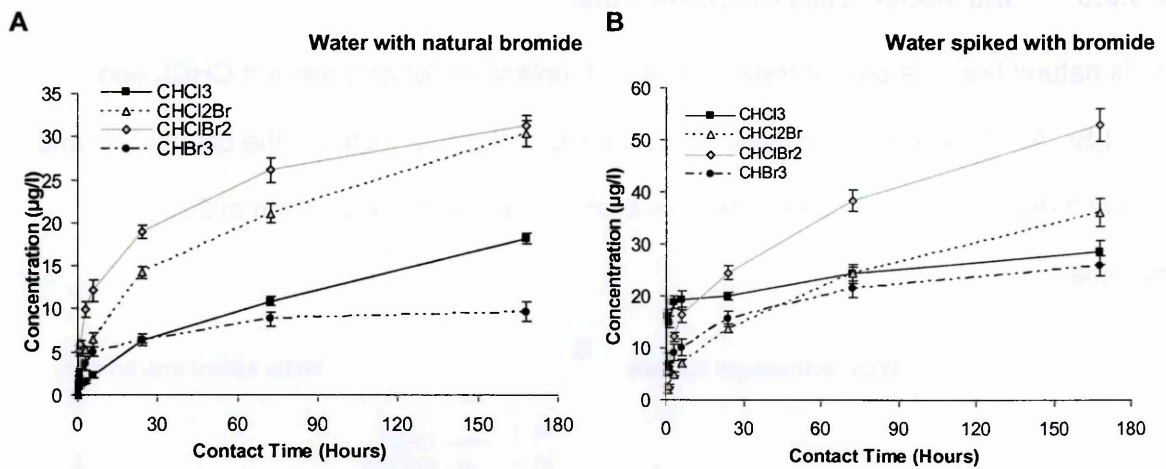 A
Water with natural bromide
CHCl3
CHCl2Br
CHClBr2
CHBr3
35
30
25
20
15
10
5
0
Concentration (µg/l)
0 30 60 90 120 150 180
Contact Time (Hours)
B
Water spiked with bromide
CHCl3
CHCl2Br
CHClBr2
CHBr3
60
50
40
30
20
10
0
Concentration (µg/l)
0 30 60 90 120 150 180
Contact Time (Hours)